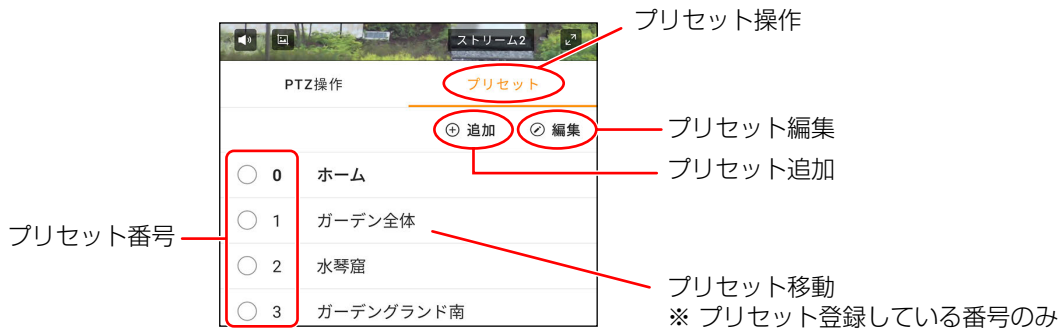 プリセット操作
ストリーム2
PTZ操作 プリセット
追加 編集
プリセット編集
プリセット追加
0 ホーム
1 ガーデン全体
プリセット番号
2 水琴窟
プリセット移動
※ プリセット登録している番号のみ
3 ガーデングランド南